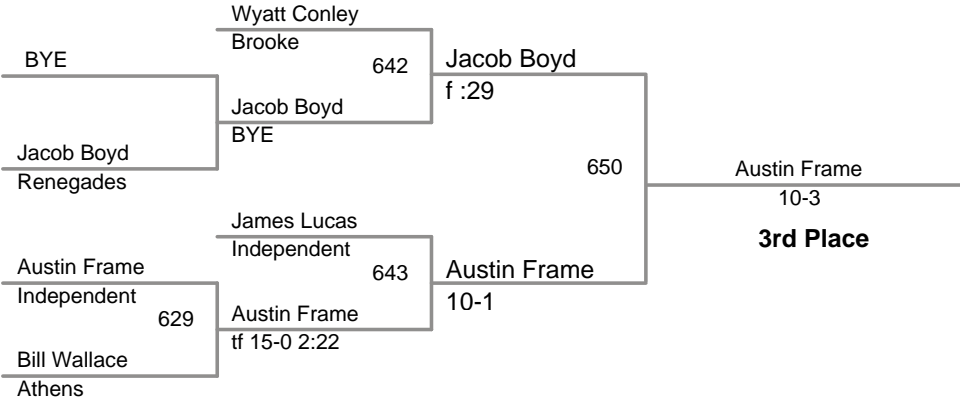 Wyatt Conley
Brooke
BYE
642
Jacob Boyd
f :29
Jacob Boyd
BYE
Jacob Boyd
Renegades
650
Austin Frame
10-3
3rd Place
James Lucas
Independent
Austin Frame
Independent
643
Austin Frame
10-1
629
Austin Frame
tf 15-0 2:22
Bill Wallace
Athens